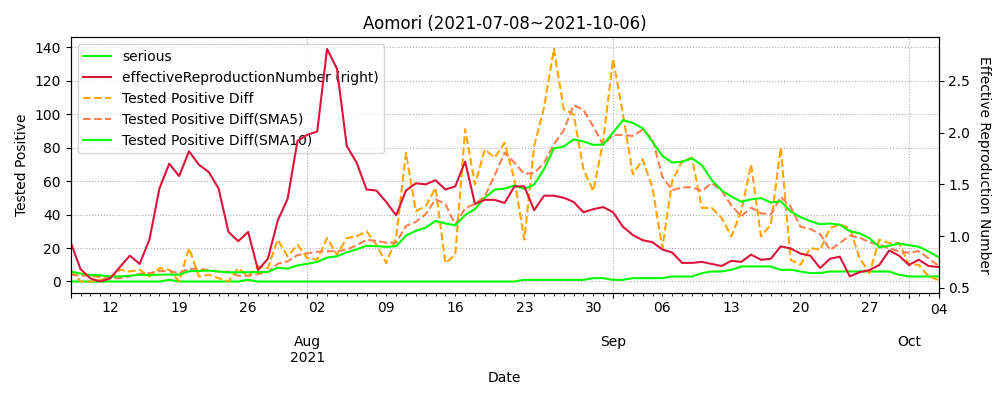 Aomori (2021-07-08~2021-10-06)
Tested Positive
Effective Reproduction Number
serious
effectiveReproductionNumber (right)
Tested Positive Diff
Tested Positive Diff(SMA5)
Tested Positive Diff(SMA10)
140
120
100
80
60
40
20
0
2.5
2.0
1.5
1.0
0.5
12 19 26 02 09 16 23 30 06 13 20 27 04
Aug Sep Oct
2021
Date